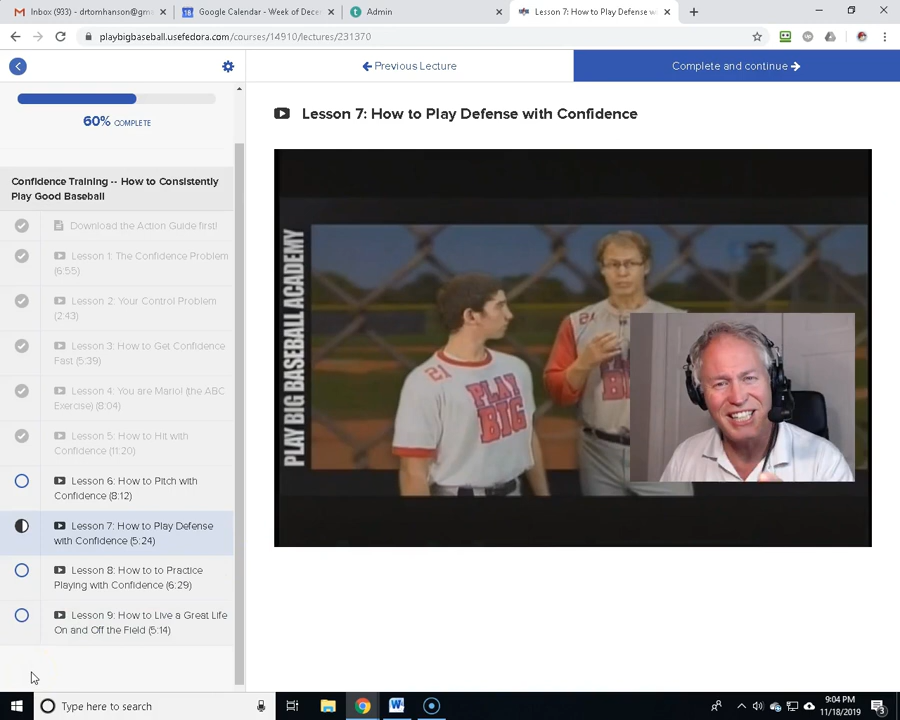 Inbox (933) - drtomhanson@gm
Google Calendar - Week of Dece
Admin
Lesson 7: How to Play Defense w
playbigbaseball.usefedora.com/courses/14910/lectures/231370
Previous Lecture
Complete and continue
60% COMPLETE
Confidence Training -- How to Consistently
Play Good Baseball
Download the Action Guide first!
Lesson 1: The Confidence Problem
(6:55)
Lesson 2: Your Control Problem
(2:43)
Lesson 3: How to Get Confidence
Fast (5:39)
Lesson 4: You are Mario! (the ABC
Exercise) (8:04)
Lesson 5: How to Hit with
Confidence (11:20)
Lesson 6: How to Pitch with
Confidence (8:12)
Lesson 7: How to Play Defense
with Confidence (5:24)
Lesson 8: How to to Practice
Playing with Confidence (6:29)
Lesson 9: How to Live a Great Life
On and Off the Field (5:14)
Lesson 7: How to Play Defense with Confidence
PLAY BIG BASEBALL ACADEMY
21
PLAY
BIG
Type here to search
9:04 PM
11/18/2019
3